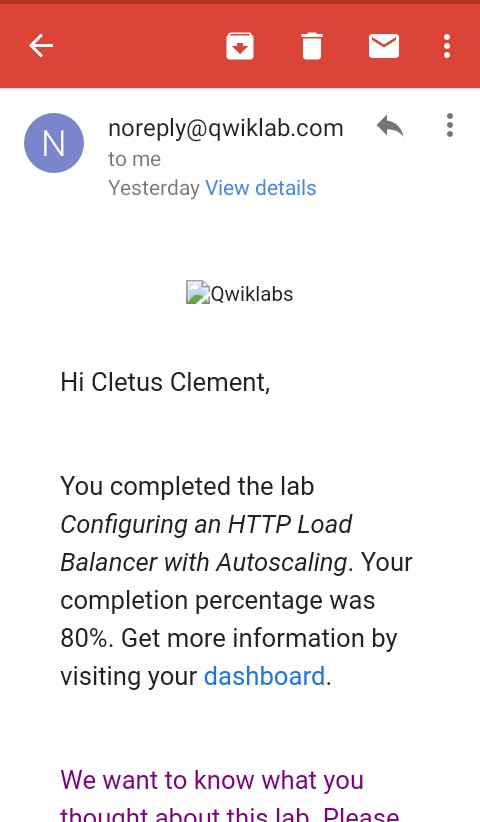 N
noreply@qwiklab.com
to me
Yesterday View details
Qwiklabs
Hi Cletus Clement,
You completed the lab
Configuring an HTTP Load
Balancer with Autoscaling. Your
completion percentage was
80%. Get more information by
visiting your dashboard.
We want to know what you
thought about this lab. Please